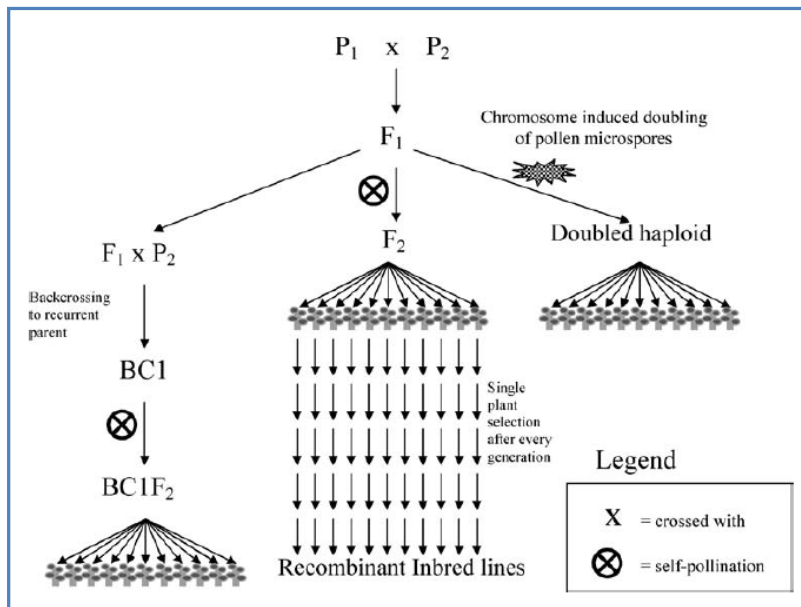 P₁ x P₂
F₁
Chromosome induced doubling
of pollen microspores
F₁ x P₂
F₂
Doubled haploid
Backcrossing
to recurrent
parent
BC1
BC1F₂
Single
plant
selection
after every
generation
Recombinant Inbred lines
Legend
X = crossed with
⊗ = self-pollination